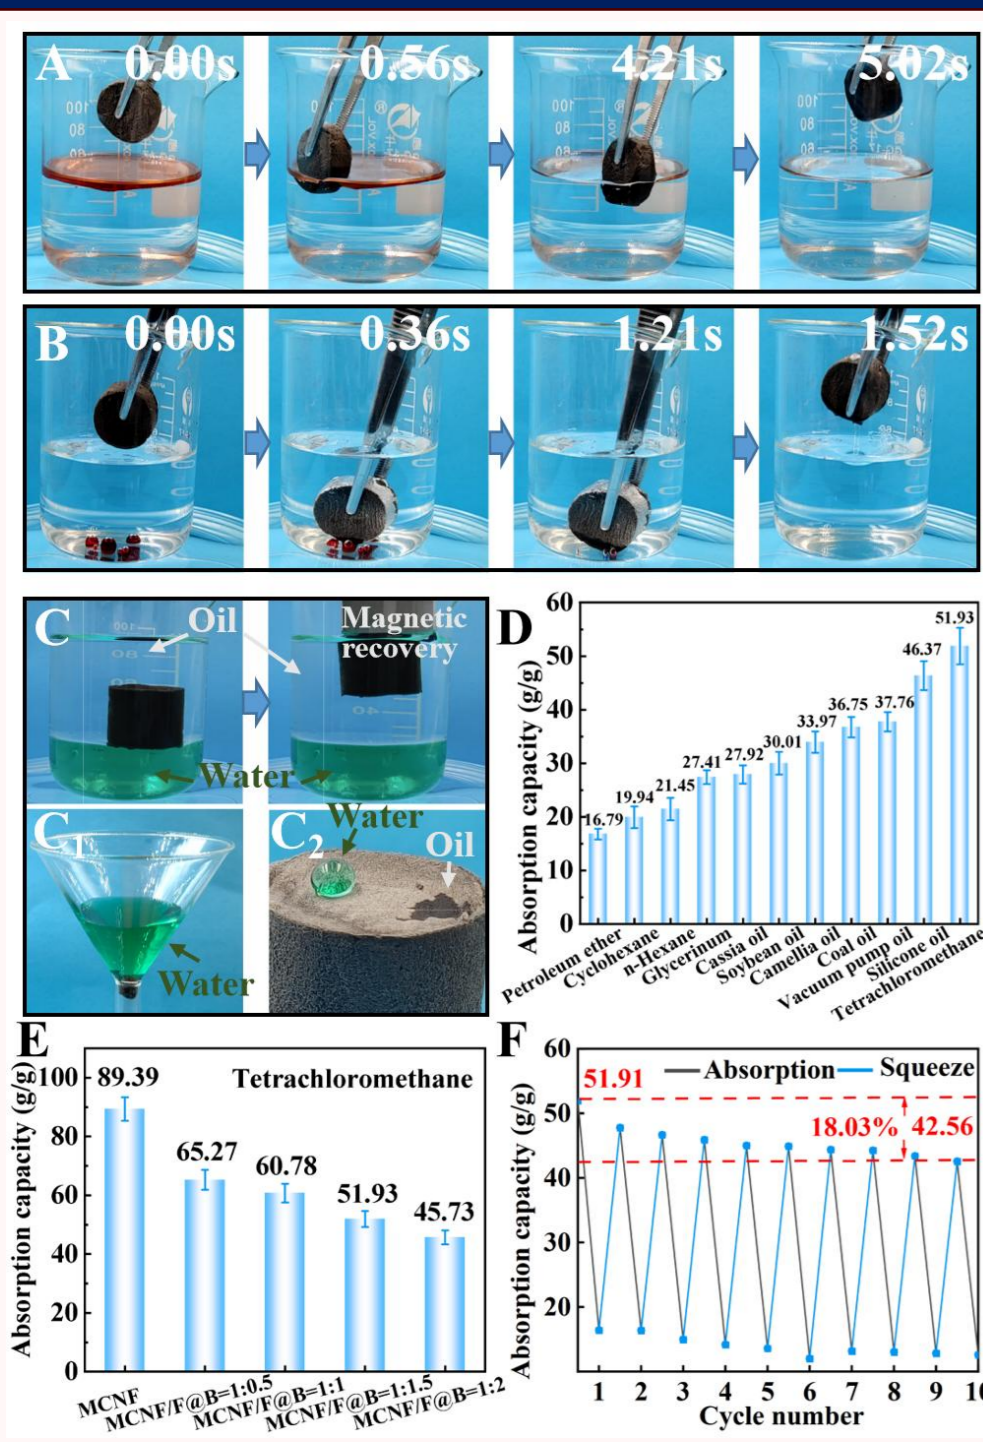 A 0.00s 0.56s 4.21s 5.02s
B 0.00s 0.36s 1.21s 1.52s
C Oil Magnetic
recovery
Water
C1 C2 Water
Oil
Water
D
Absorption capacity (g/g)
60
50
40
30
20
10
0
16.79
19.94
21.45
27.41
27.92
30.01
33.97
36.75
37.76
46.37
51.93
Petroleum ether
Cyclohexane
n-Hexane
Glycerinum
Cassia oil
Soybean oil
Camellia oil
Coal oil
Vacuum pump oil
Silicone oil
Tetrachloromethane
E
Absorption capacity (g/g)
Tetrachloromethane
100
80
60
40
20
0
89.39
65.27
60.78
51.93
45.73
MCNF
MCNF/F@B=1:0.5
MCNF/F@B=1:1
MCNF/F@B=1:1.5
MCNF/F@B=1:2
F
Absorption capacity (g/g)
60
50
40
30
20
Absorption Squeeze
51.91
18.03% 42.56
1 2 3 4 5 6 7 8 9 10
Cycle number